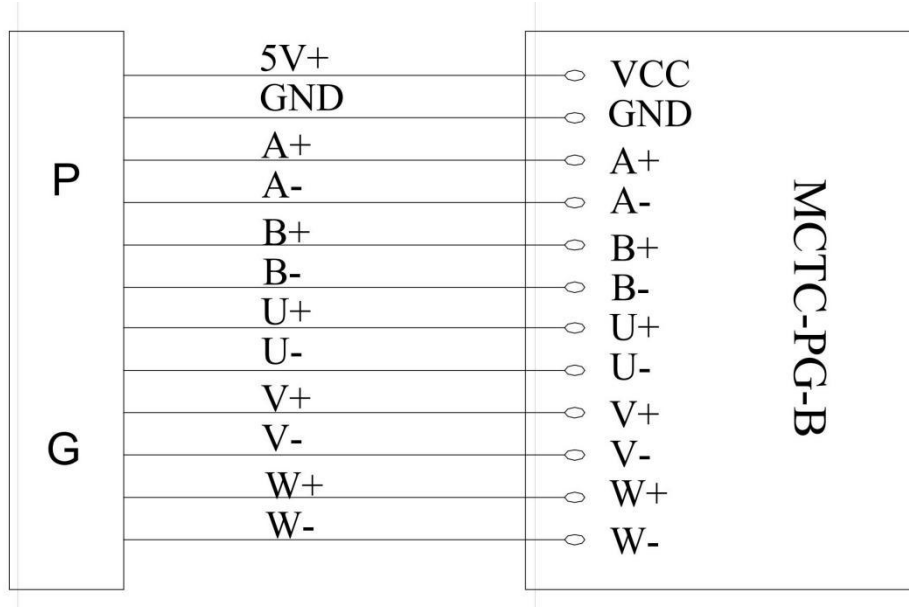 5V+ VCC
GND GND
A+ A+
P
A- A-
B+ B+
B- B-
U+ U+
U- U-
V+ V+
G
V- V-
W+ W+
W- W-
MCTC-PG-B